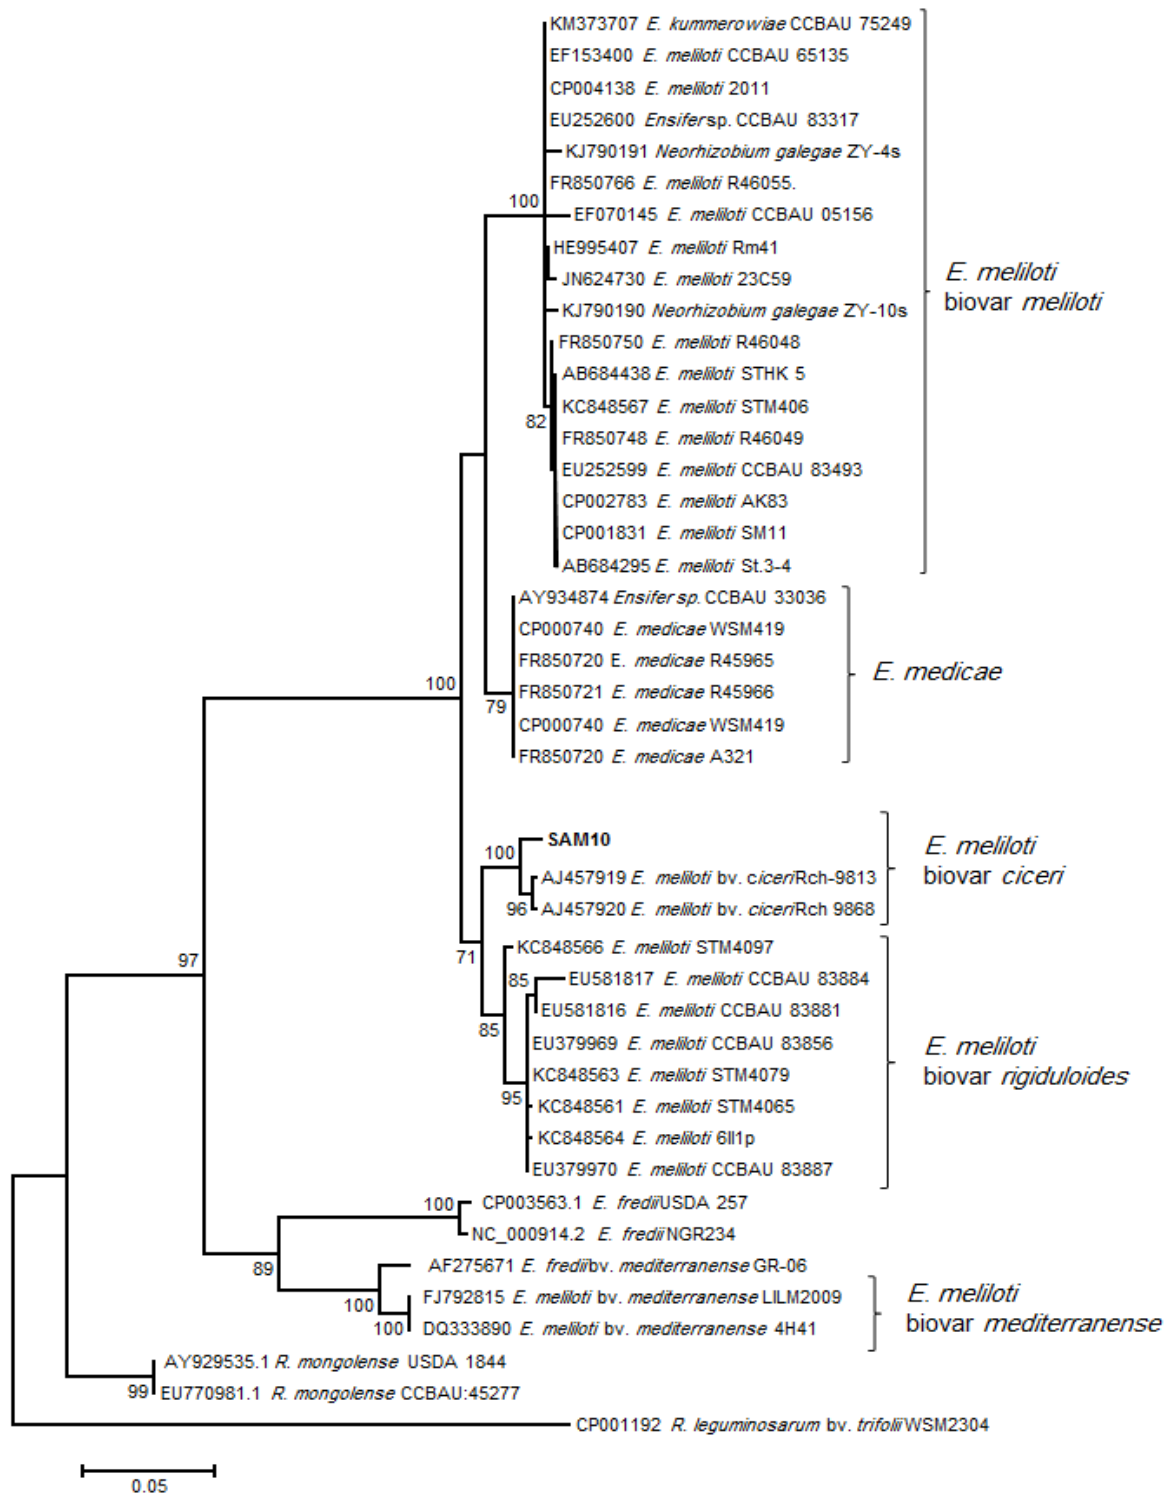 KM373707 E. kummerowiae CCBAU 75249
EF153400 E. meliloti CCBAU 65135
CP004138 E. meliloti 2011
EU252600 Ensifer sp. CCBAU 83317
KJ790191 Neorhizobium galegae ZY-4s
FR850766 E. meliloti R46055.
100
EF070145 E. meliloti CCBAU 05156
HE995407 E. meliloti Rm41
E. meliloti
biovar meliloti
JN624730 E. meliloti 23C59
KJ790190 Neorhizobium galegae ZY-10s
FR850750 E. meliloti R46048
AB684438 E. meliloti STHK 5
KC848567 E. meliloti STM406
82
FR850748 E. meliloti R46049
EU252599 E. meliloti CCBAU 83493
CP002783 E. meliloti AK83
CP001831 E. meliloti SM11
AB684295 E. meliloti St.3-4
AY934874 Ensifer sp. CCBAU 33036
CP000740 E. medicae WSM419
FR850720 E. medicae R45965
E. medicae
100
FR850721 E. medicae R45966
79
CP000740 E. medicae WSM419
FR850720 E. medicae A321
SAM10
E. meliloti
biovar ciceri
100
AJ457919 E. meliloti bv. ciceri Rch-9813
96
AJ457920 E. meliloti bv. ciceri Rch 9868
KC848566 E. meliloti STM4097
71
97
85
EU581817 E. meliloti CCBAU 83884
EU581816 E. meliloti CCBAU 83881
85
EU379969 E. meliloti CCBAU 83856
E. meliloti
biovar rigiduloides
KC848563 E. meliloti STM4079
95
KC848561 E. meliloti STM4065
KC848564 E. meliloti 6ll1p
EU379970 E. meliloti CCBAU 83887
100
CP003563.1 E. fredii USDA 257
NC_000914.2 E. fredii NGR234
89
AF275671 E. fredii bv. mediterranense GR-06
100
FJ792815 E. meliloti bv. mediterranense LILM2009
E. meliloti
biovar mediterranense
100
DQ333890 E. meliloti bv. mediterranense 4H41
AY929535.1 R. mongolense USDA 1844
99
EU770981.1 R. mongolense CCBAU:45277
CP001192 R. leguminosarum bv. trifolii WSM2304
0.05